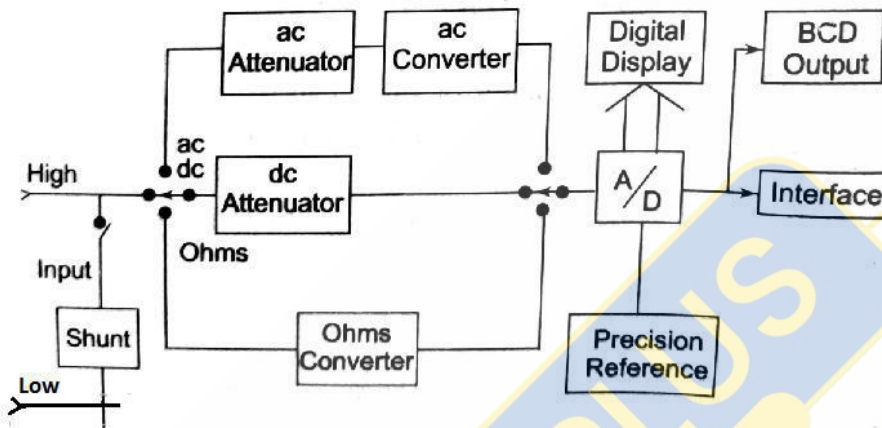 ac
Attenuator
ac
Converter
Digital
Display
BCD
Output
ac
dc
High
dc
Attenuator
A/D
Interface
Ohms
Input
Shunt
Ohms
Converter
Precision
Reference
Low
PLUS